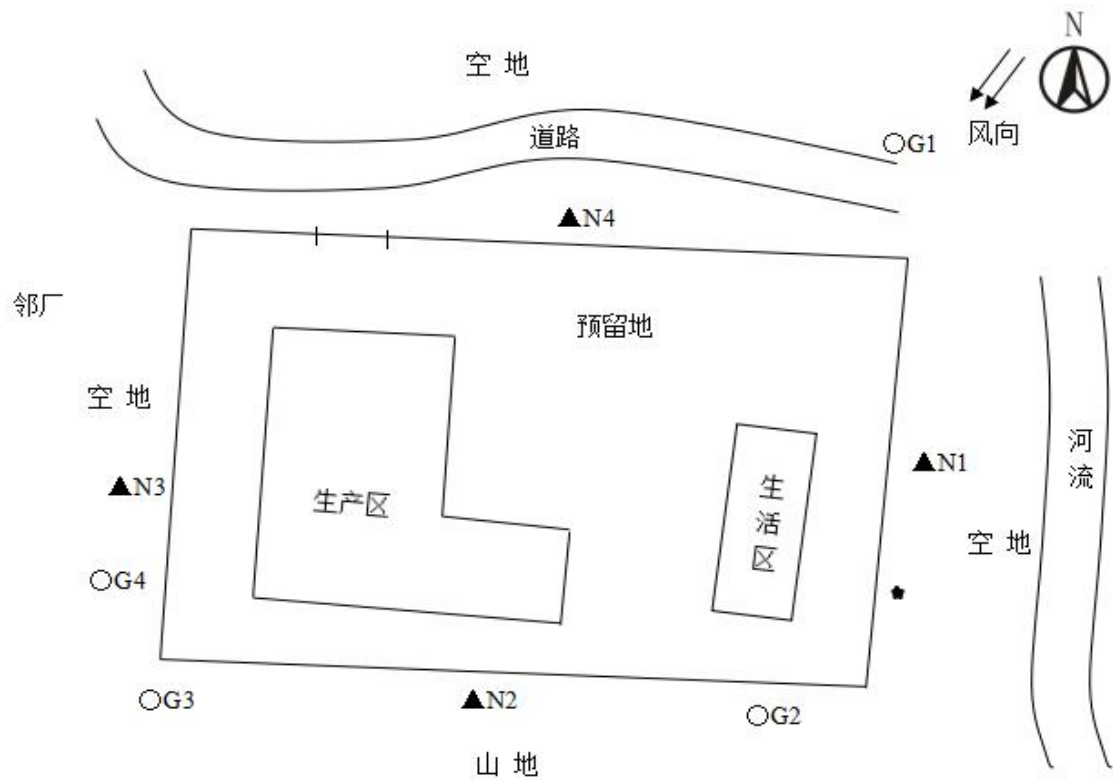 N
空 地
风向
道路
○G1
▲N4
邻厂
预留地
空 地
河流
▲N1
▲N3
生产区
生活区
空 地
○G4
○G3
▲N2
○G2
山 地